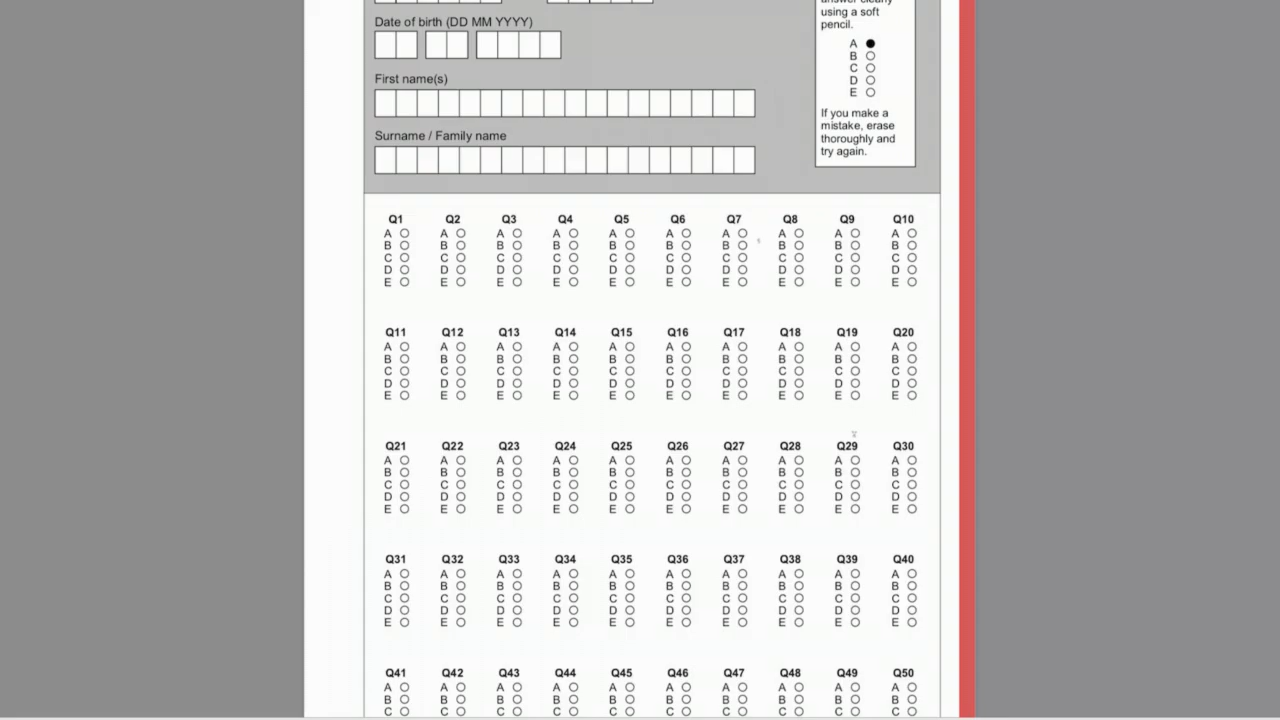 answer clearly
using a soft
pencil.
A
B
C
D
E
If you make a
mistake, erase
thoroughly and
try again.
Date of birth (DD MM YYYY)
First name(s)
Surname / Family name
Q1 Q2 Q3 Q4 Q5 Q6 Q7 Q8 Q9 Q10
A A A A A A A A A A
B B B B B B B B B B
C C C C C C C C C C
D D D D D D D D D D
E E E E E E E E E E
Q11 Q12 Q13 Q14 Q15 Q16 Q17 Q18 Q19 Q20
A A A A A A A A A A
B B B B B B B B B B
C C C C C C C C C C
D D D D D D D D D D
E E E E E E E E E E
Q21 Q22 Q23 Q24 Q25 Q26 Q27 Q28 Q29 Q30
A A A A A A A A A A
B B B B B B B B B B
C C C C C C C C C C
D D D D D D D D D D
E E E E E E E E E E
Q31 Q32 Q33 Q34 Q35 Q36 Q37 Q38 Q39 Q40
A A A A A A A A A A
B B B B B B B B B B
C C C C C C C C C C
D D D D D D D D D D
E E E E E E E E E E
Q41 Q42 Q43 Q44 Q45 Q46 Q47 Q48 Q49 Q50
A A A A A A A A A A
B B B B B B B B B B
C C C C C C C C C C